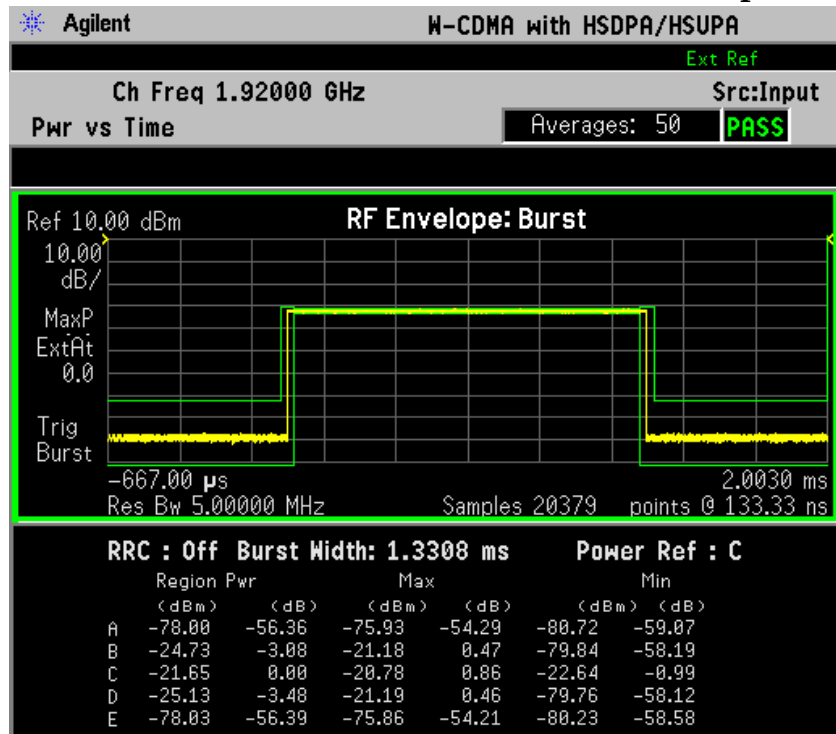 Agilent W-CDMA with HSDPA/HSUPA
Ext Ref
Ch Freq 1.92000 GHz Src:Input
Pwr vs Time Averages: 50 PASS
Ref 10.00 dBm RF Envelope: Burst
10.00
dB/
MaxP
ExtAt
0.0
Trig
Burst
-667.00 µs 2.0030 ms
Res Bw 5.00000 MHz Samples 20379 points @ 133.33 ns
RRC : Off Burst Width: 1.3308 ms Power Ref : C
Region Pwr Max Min
(dBm) (dB) (dBm) (dB) (dBm) (dB)
A -78.00 -56.36 -75.93 -54.29 -80.72 -59.07
B -24.73 -3.08 -21.18 0.47 -79.84 -58.19
C -21.65 0.00 -20.78 0.86 -22.64 -0.99
D -25.13 -3.48 -21.19 0.46 -79.76 -58.12
E -78.03 -56.39 -75.86 -54.21 -80.23 -58.58